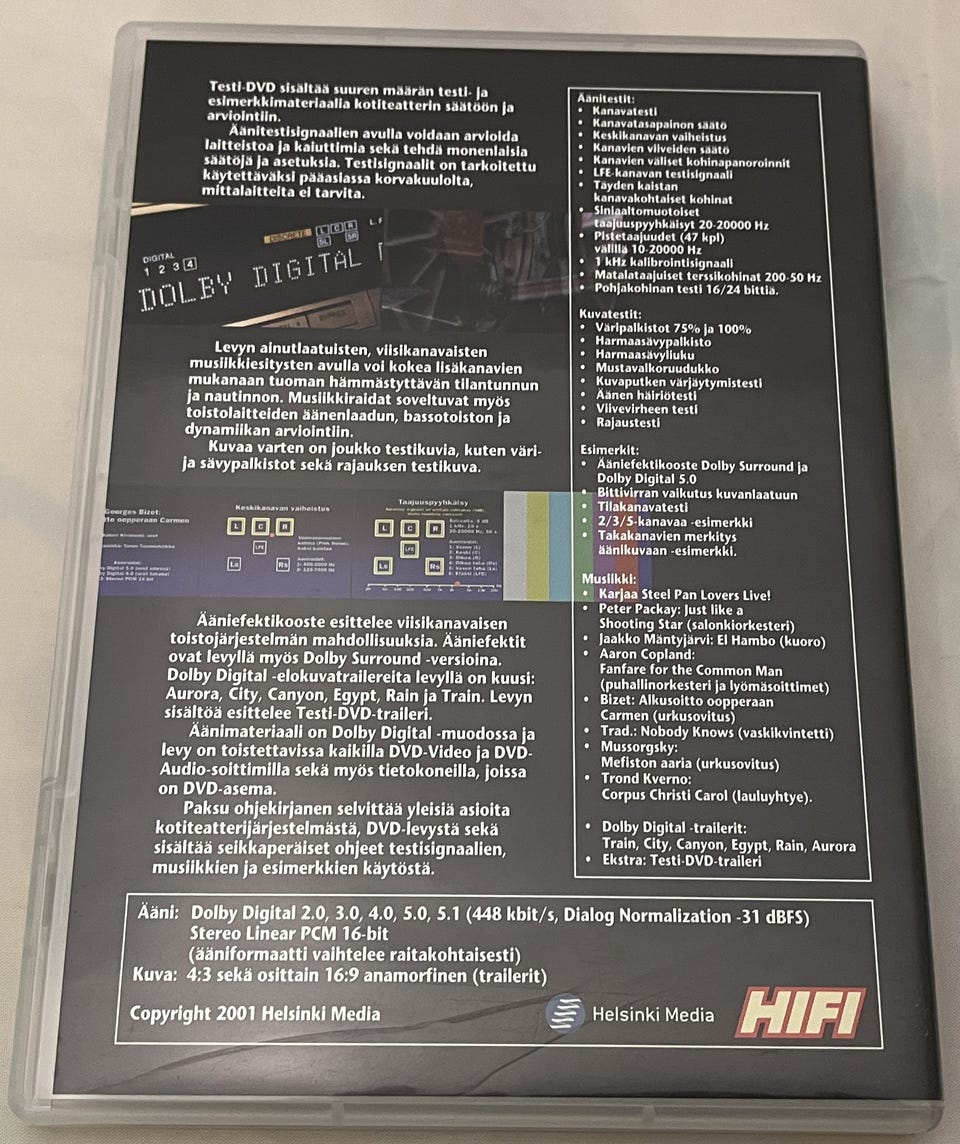 Testi-DVD sisältää suuren määrän testi- ja
esimerkkimateriaalia kotiteatterin säätöön ja
arviointiin.
Äänitestisignaalien avulla voidaan arvioida
laitteistoa ja kaiuttimia sekä tehdä monenlaisia
säätöjä ja asetuksia. Testisignaalit on tarkoitettu
käytettäväksi pääasiassa korvakuulolta,
mittalaitteita ei tarvita.
DISCRETE L C R
SL SR
DIGITAL
1 2 3 4
DOLBY DIGITAL
BYPASS
Levyn ainutlaatuisten, viisikanavaisten
musiikkiesitysten avulla voi kokea lisäkanavien
mukanaan tuoman hämmästyttävän tilantunnun
ja nautinnon. Musiikkiraidat soveltuvat myös
toistolaitteiden äänenlaadun, bassotoiston ja
dynamiikan arviointiin.
Kuvaa varten on joukko testikuvia, kuten väri-
ja sävypalkistot sekä rajauksen testikuva.
Georges Bizet:
oopperaan Carmen
Keskikanavan vaiheistus
L C R
LFE
Ls Rs
Taajuuspyyhkäisy
L C R
LFE
Ls Rs
Ääniefektikooste esittelee viisikanavaisen
toistojärjestelmän mahdollisuuksia. Ääniefektit
ovat levyllä myös Dolby Surround -versioina.
Dolby Digital -elokuvatrailereita levyllä on kuusi:
Aurora, City, Canyon, Egypt, Rain ja Train. Levyn
sisältöä esittelee Testi-DVD-traileri.
Äänimateriaali on Dolby Digital -muodossa ja
levy on toistettavissa kaikilla DVD-Video ja DVD-
Audio-soittimilla sekä myös tietokoneilla, joissa
on DVD-asema.
Paksu ohjekirjanen selvittää yleisiä asioita
kotiteatterijärjestelmästä, DVD-levystä sekä
sisältää seikkaperäiset ohjeet testisignaalien,
musiikkien ja esimerkkien käytöstä.
Äänitestit:
• Kanavatesti
• Kanavatasapainon säätö
• Keskikanavan vaiheistus
• Kanavien viiveiden säätö
• Kanavien väliset kohinapanoroinnit
• LFE-kanavan testisignaali
• Täyden kaistan
kanavakohtaiset kohinat
• Siniaaltomuotoiset
taajuuspyyhkäisyt 20-20000 Hz
• Pistetaajuudet (47 kpl)
välillä 10-20000 Hz
• 1 kHz kalibrointisignaali
• Matalataajuiset terssikohinat 200-50 Hz
• Pohjakohinan testi 16/24 bittiä.
Kuvatestit:
• Väripalkistot 75% ja 100%
• Harmaasävypalkisto
• Harmaasävyliuku
• Mustavalkoruudukko
• Kuvaputken värjäytymistesti
• Äänen häiriötesti
• Viivevirheen testi
• Rajaustesti
Esimerkit:
• Ääniefektikooste Dolby Surround ja
Dolby Digital 5.0
• Bittivirran vaikutus kuvanlaatuun
• Tilakanavatesti
• 2/3/5-kanavaa -esimerkki
• Takakanavien merkitys
äänikuvaan -esimerkki.
Musiikki:
• Karjaa Steel Pan Lovers Live!
• Peter Packay: Just like a
Shooting Star (salonkiorkesteri)
• Jaakko Mäntyjärvi: El Hambo (kuoro)
• Aaron Copland:
Fanfare for the Common Man
(puhallinorkesteri ja lyömäsoittimet)
• Bizet: Alkusoitto oopperaan
Carmen (urkusovitus)
• Trad.: Nobody Knows (vaskikvintetti)
• Mussorgsky:
Mefiston aaria (urkusovitus)
• Trond Kverno:
Corpus Christi Carol (lauluyhtye).
• Dolby Digital -trailerit:
Train, City, Canyon, Egypt, Rain, Aurora
• Ekstra: Testi-DVD-traileri
Ääni: Dolby Digital 2.0, 3.0, 4.0, 5.0, 5.1 (448 kbit/s, Dialog Normalization -31 dBFS)
Stereo Linear PCM 16-bit
(ääniformaatti vaihtelee raitakohtaisesti)
Kuva: 4:3 sekä osittain 16:9 anamorfinen (trailerit)
Copyright 2001 Helsinki Media
Helsinki Media
HIFI